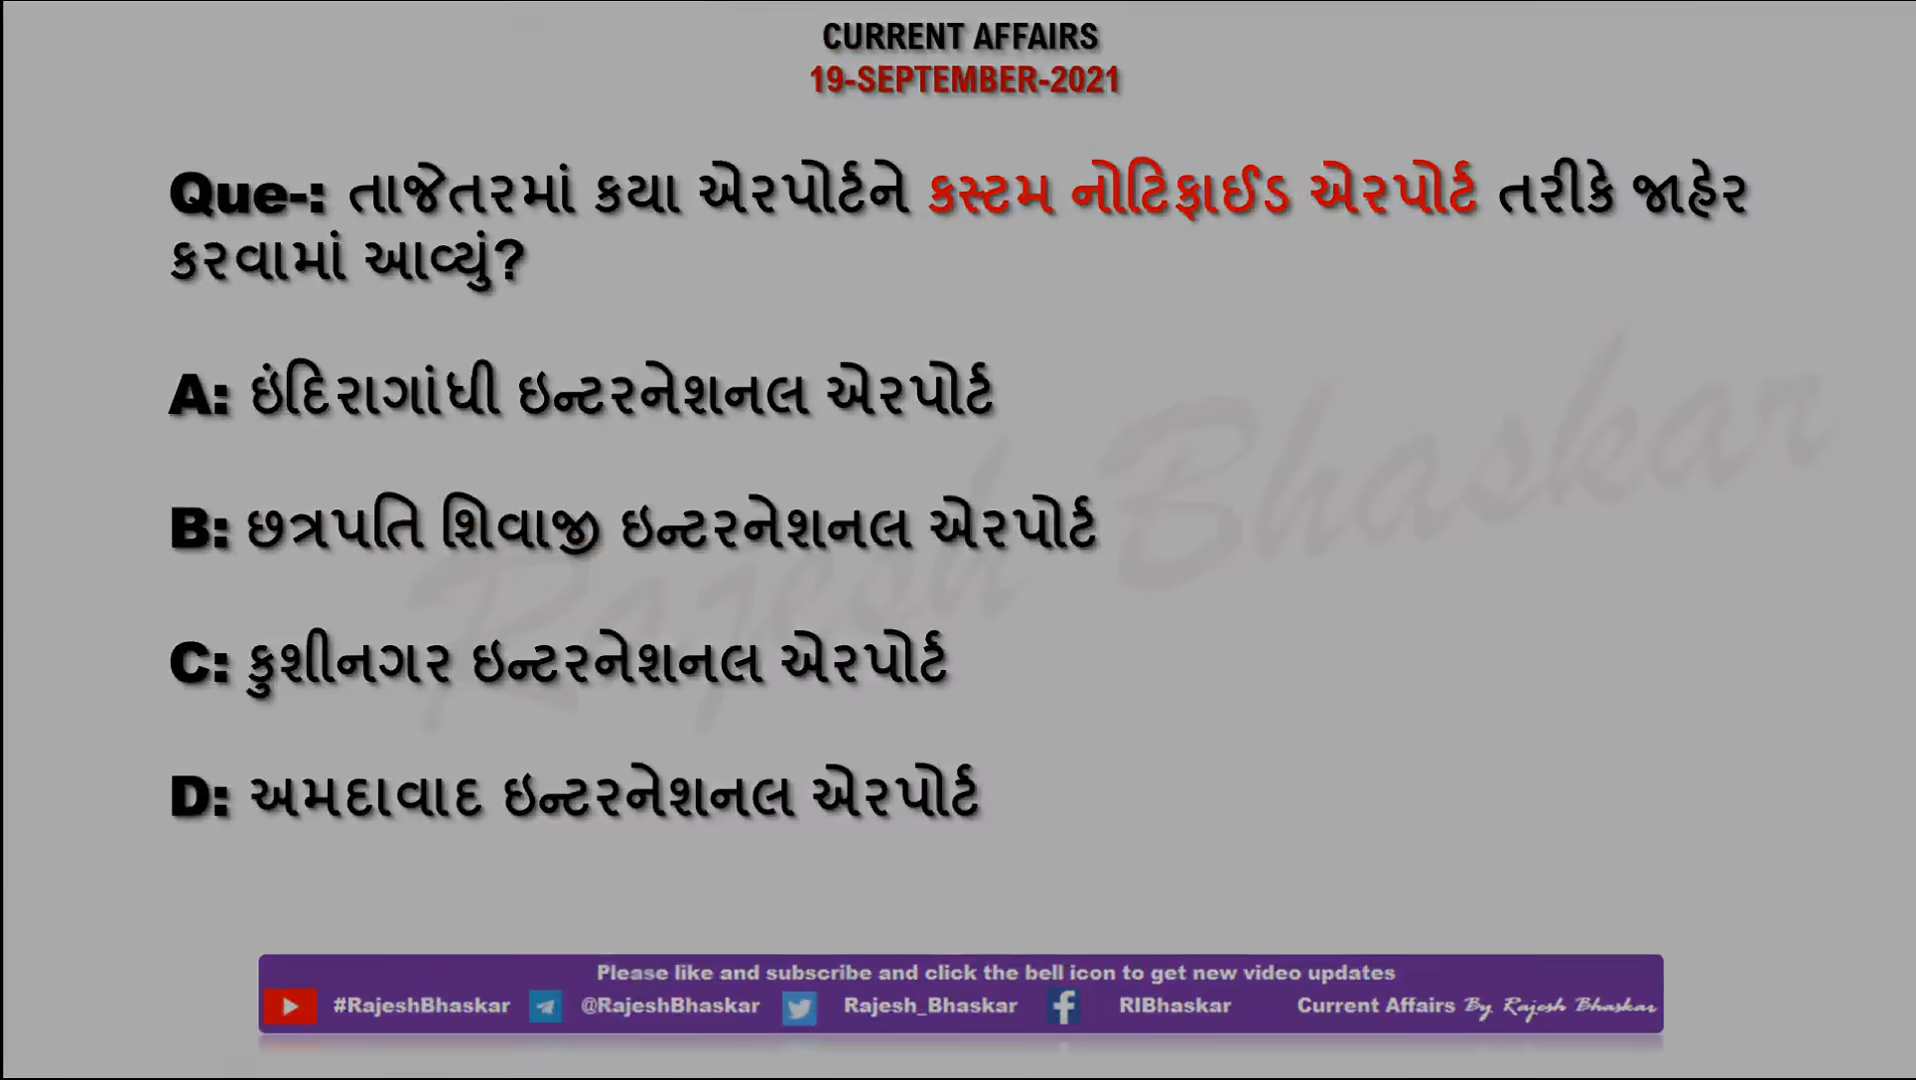 CURRENT AFFAIRS
19-SEPTEMBER-2021
Que-: તાજેતરમાં કયા એરપોર્ટને કસ્ટમ નોટિફાઈડ એરપોર્ટ તરીકે જાહેર
કરવામાં આવ્યું?
A: ઇંદિરાગાંધી ઇન્ટરનેશનલ એરપોર્ટ
B: છત્રપતિ શિવાજી ઇન્ટરનેશનલ એરપોર્ટ
C: કુશીનગર ઇન્ટરનેશનલ એરપોર્ટ
D: અમદાવાદ ઇન્ટરનેશનલ એરપોર્ટ
Rajesh Bhaskar
Please like and subscribe and click the bell icon to get new video updates
#RajeshBhaskar @RajeshBhaskar Rajesh_Bhaskar RIBhaskar Current Affairs By Rajesh Bhaskar